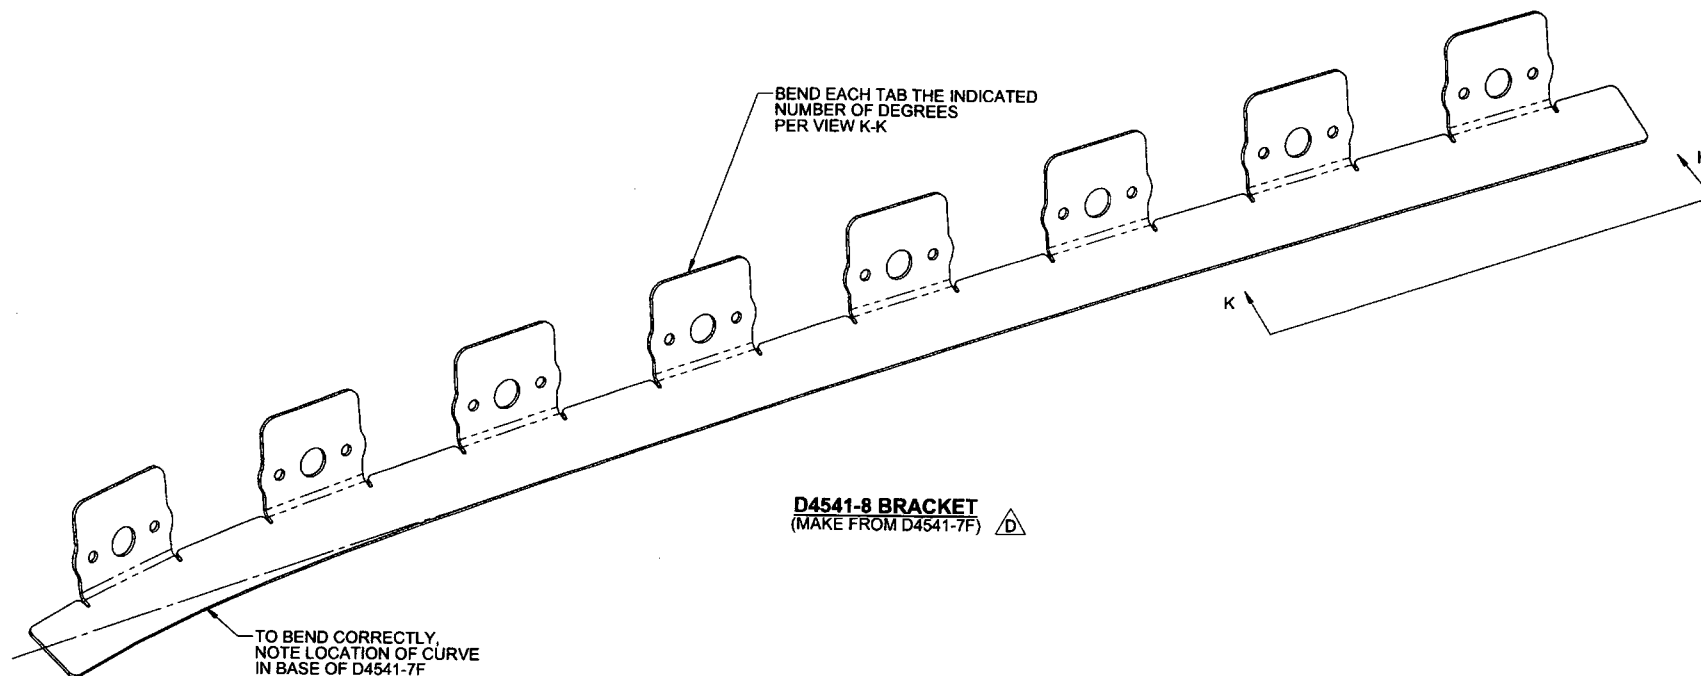 BEND EACH TAB THE INDICATED
NUMBER OF DEGREES
PER VIEW K-K
K
K
D4541-8 BRACKET
(MAKE FROM D4541-7F) D
TO BEND CORRECTLY,
NOTE LOCATION OF CURVE
IN BASE OF D4541-7F